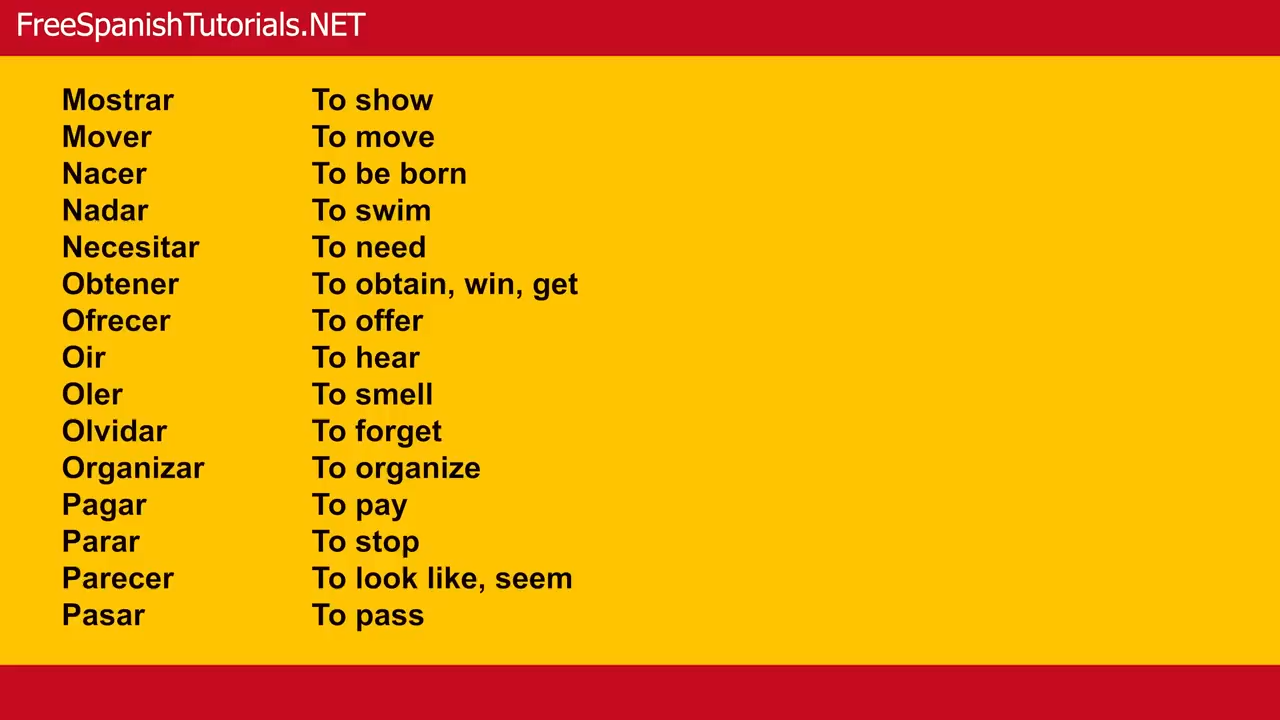 FreeSpanishTutorials.NET
Mostrar To show
Mover To move
Nacer To be born
Nadar To swim
Necesitar To need
Obtener To obtain, win, get
Ofrecer To offer
Oir To hear
Oler To smell
Olvidar To forget
Organizar To organize
Pagar To pay
Parar To stop
Parecer To look like, seem
Pasar To pass